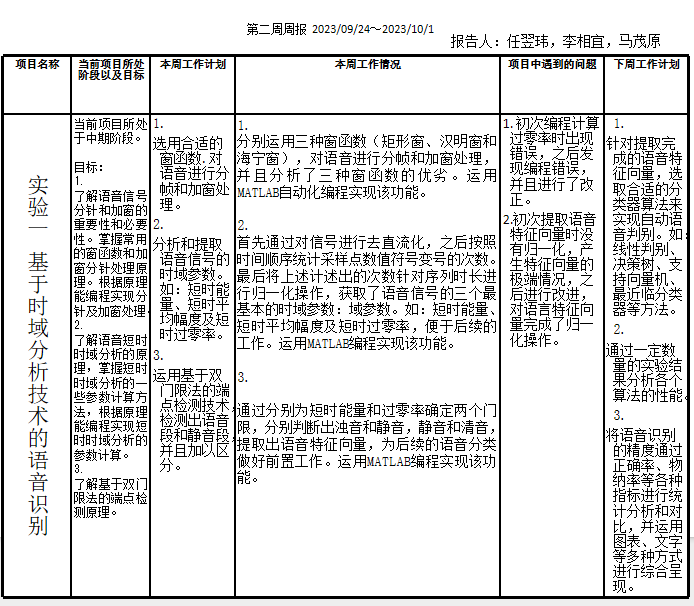 第二周周报 2023/09/24～2023/10/1
报告人: 任翌玮，李相宜，马茂原
项目名称
当前项目所处
阶段以及目标
本周工作计划
本周工作情况
项目中遇到的问题
下周工作计划
实验一 基于时域分析技术的语音识别
当前项目所处
于中期阶段。
目标:
1.
了解语音信号
分针和加窗的
重要性和必要
性。掌握常用
的窗函数和加
窗分针处理原
理。根据原理
能编程实现分
针及加窗处理
2.
了解语音短时
时域分析的原
理，掌握短时
时域分析的一
些参数计算方
法，根据原理
能编程实现短
时时域分析的
参数计算。
3.
了解基于双门
限法的端点检
测原理。
1.
选用合适的
窗函数.对
语音进行分
帧和加窗处
理。
2.
分析和提取
语音信号的
时域参数。
如: 短时能
量、短时平
均幅度及短
时过零率。
3.
运用基于双
门限法的端
点检测技术,
检测出语音
段和静音段,
并且加以区
分。
1.
分别运用三种窗函数（矩形窗、汉明窗和
海宁窗），对语音进行分帧和加窗处理，
并且分析了三种窗函数的优劣。运用
MATLAB自动化编程实现该功能。
2.
首先通过对信号进行去直流化，之后按照
时间顺序统计采样点数值符号变号的次数。
最后将上述计述出的次数针对序列时长进
行归一化操作，获取了语音信号的三个最
基本的时域参数: 域参数。如: 短时能量、
短时平均幅度及短时过零率，便于后续的
工作。运用MATLAB编程实现该功能。
3.
通过分别为短时能量和过零率确定两个门
限，分别判断出浊音和静音，静音和清音，
提取出语音特征向量，为后续的语音分类
做好前置工作。运用MATLAB编程实现该功
能。
1.初次编程计算
过零率时出现
错误，之后发
现编程错误，
并且进行了改
正。
2.初次提取语音
特征向量时没
有归一化，产
生特征向量的
极端情况，之
后进行改进，
对语言特征向
量完成了归一
化操作。
1.
针对提取完
成的语音特
征向量，选
取合适的分
类器算法来
实现自动语
音判别。如:
线性判别、
决策树、支
持向量机、
最近临分类
器等方法。
2.
通过一定数
量的实验结
果分析各个
算法的性能。
3.
将语音识别
的精度通过
正确率、物
纳率等各种
指标进行统
计分析和对
比，并运用
图表、文字
等多种方式
进行综合呈
现。